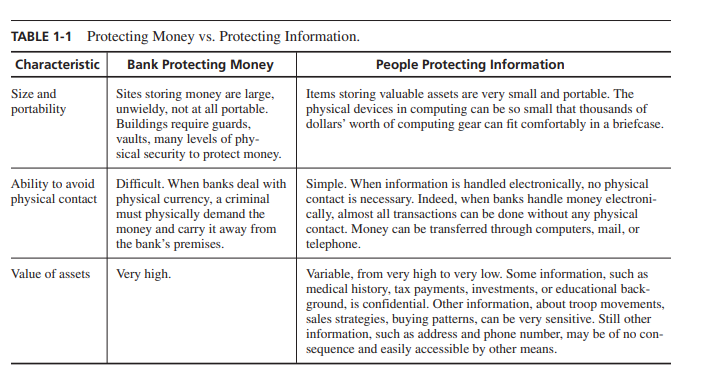 TABLE 1-1 Protecting Money vs. Protecting Information.
Characteristic Bank Protecting Money People Protecting Information
Size and
portability
Sites storing money are large,
unwieldy, not at all portable.
Buildings require guards,
vaults, many levels of phy-
sical security to protect money.
Items storing valuable assets are very small and portable. The
physical devices in computing can be so small that thousands of
dollars’ worth of computing gear can fit comfortably in a briefcase.
Ability to avoid
physical contact
Difficult. When banks deal with
physical currency, a criminal
must physically demand the
money and carry it away from
the bank’s premises.
Simple. When information is handled electronically, no physical
contact is necessary. Indeed, when banks handle money electroni-
cally, almost all transactions can be done without any physical
contact. Money can be transferred through computers, mail, or
telephone.
Value of assets
Very high.
Variable, from very high to very low. Some information, such as
medical history, tax payments, investments, or educational back-
ground, is confidential. Other information, about troop movements,
sales strategies, buying patterns, can be very sensitive. Still other
information, such as address and phone number, may be of no con-
sequence and easily accessible by other means.